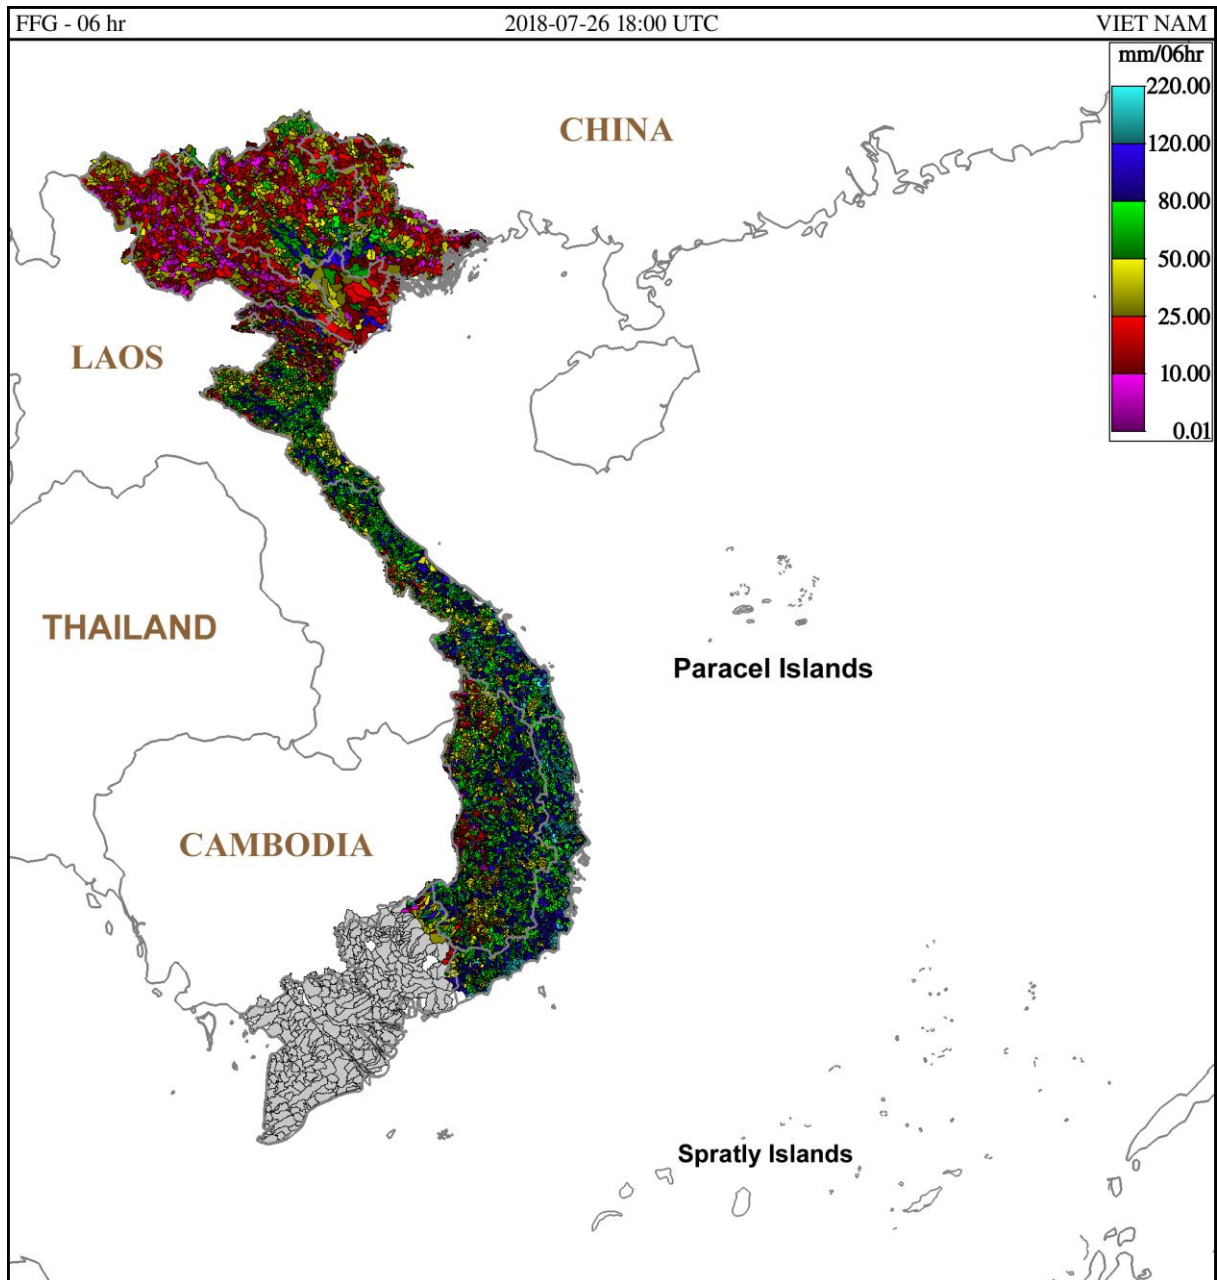 FFG - 06 hr
2018-07-26 18:00 UTC
VIET NAM
mm/06hr
220.00
120.00
80.00
50.00
25.00
10.00
0.01
CHINA
LAOS
THAILAND
Paracel Islands
CAMBODIA
Spratly Islands